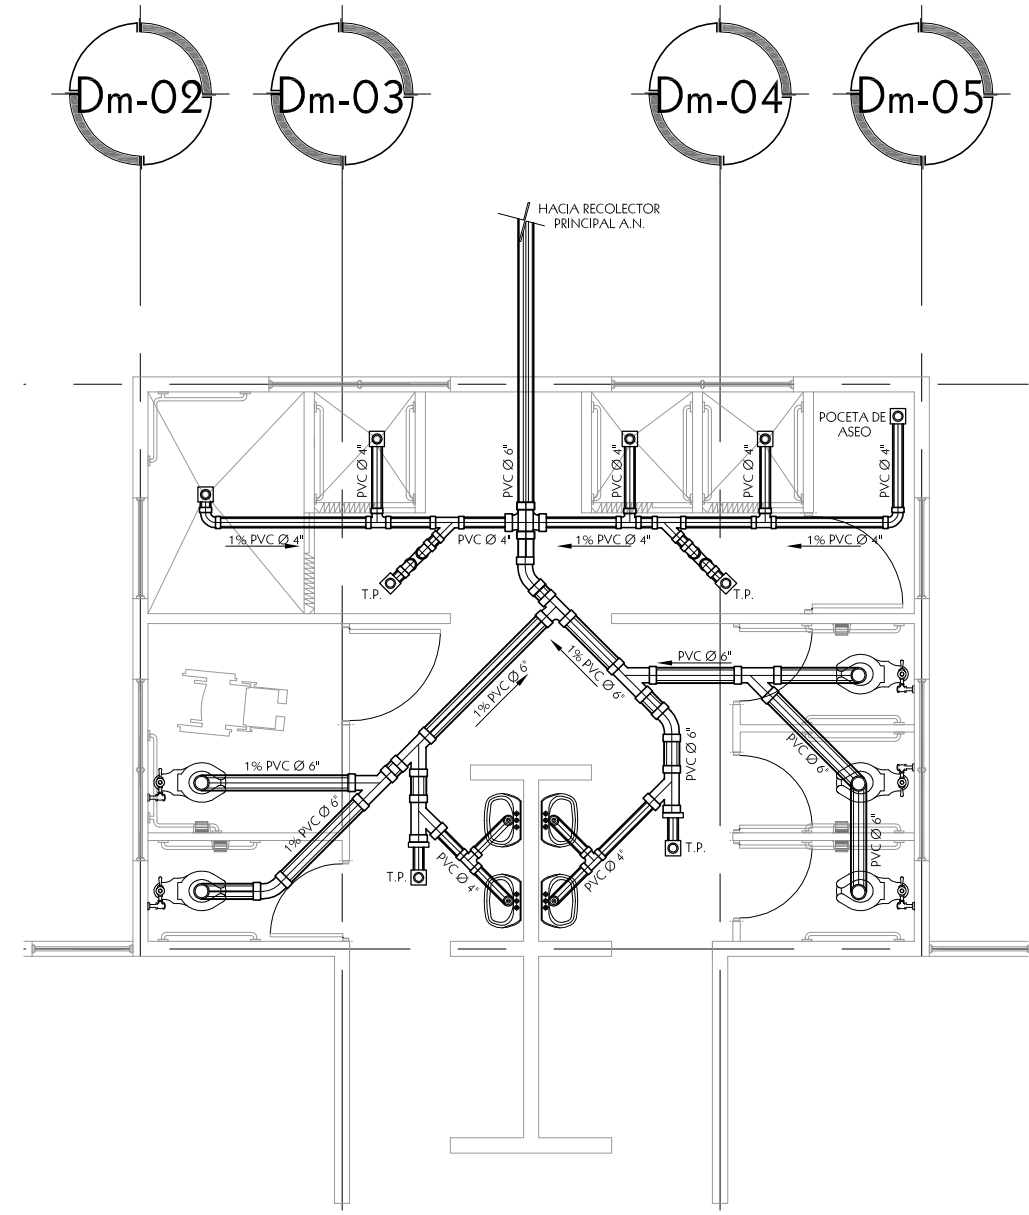 Dm-02
Dm-03
Dm-04
Dm-05
HACIA RECOLECTOR
PRINCIPAL A.N.
POCETA DE
ASEO
PVC Ø 4"
PVC Ø 6"
PVC Ø 4"
PVC Ø 4"
PVC Ø 4"
1% PVC Ø 4"
PVC Ø 4"
1% PVC Ø 4"
1% PVC Ø 4"
T.P.
T.P.
1% PVC Ø 6"
1% PVC Ø 6"
PVC Ø 6"
PVC Ø 6"
PVC Ø 6"
1% PVC Ø 6"
1% PVC Ø 6"
PVC Ø 6"
T.P.
PVC Ø 4"
PVC Ø 4"
T.P.